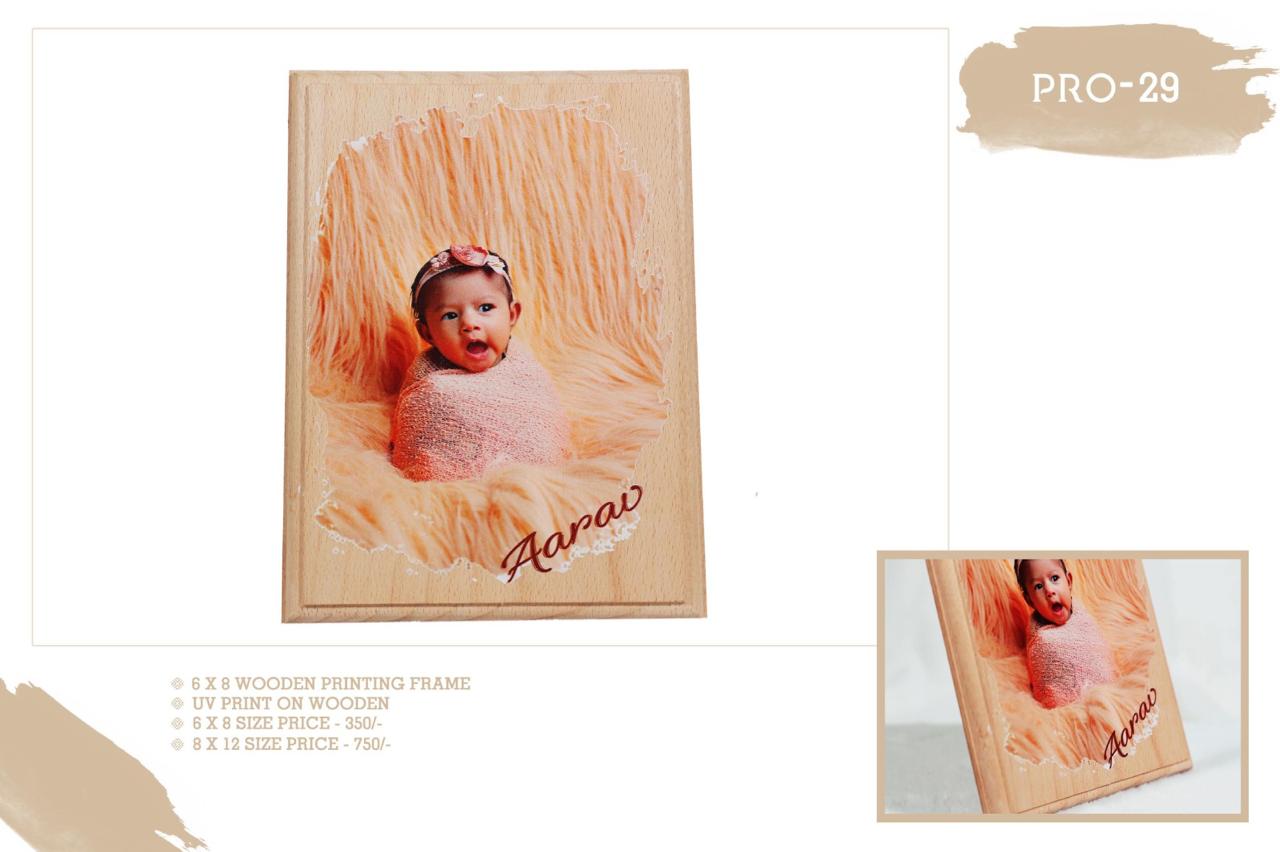 PRO-29
Aarav
6 X 8 WOODEN PRINTING FRAME
UV PRINT ON WOODEN
6 X 8 SIZE PRICE - 350/-
8 X 12 SIZE PRICE - 750/-
Aarav